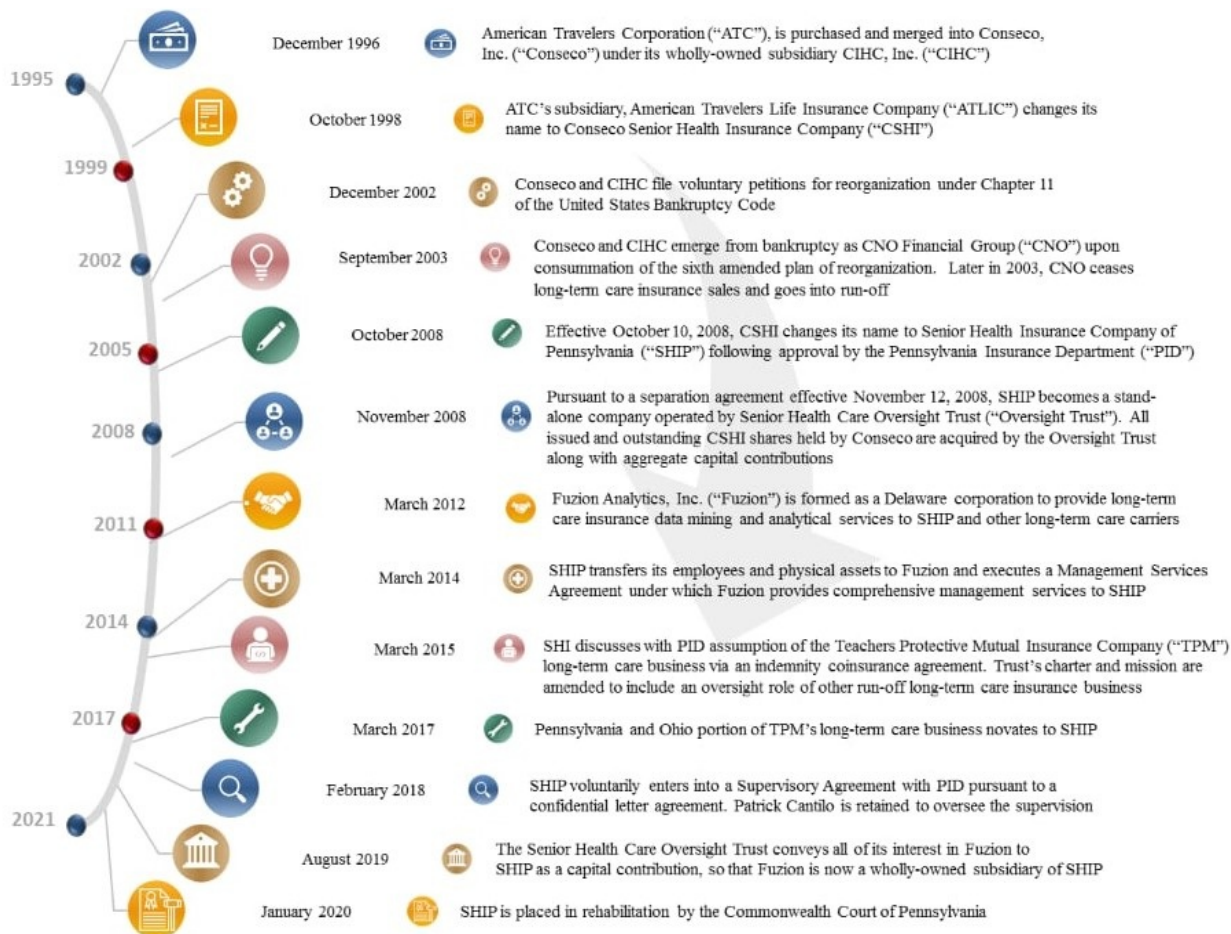 1995
1999
2002
2005
2008
2011
2014
2017
2021
December 1996
American Travelers Corporation (“ATC”), is purchased and merged into Conseco,
Inc. (“Conseco”) under its wholly-owned subsidiary CIHC, Inc. (“CIHC”)
October 1998
ATC’s subsidiary, American Travelers Life Insurance Company (“ATLIC”) changes its
name to Conseco Senior Health Insurance Company (“CSHI”)
December 2002
Conseco and CIHC file voluntary petitions for reorganization under Chapter 11
of the United States Bankruptcy Code
September 2003
Conseco and CIHC emerge from bankruptcy as CNO Financial Group (“CNO”) upon
consummation of the sixth amended plan of reorganization. Later in 2003, CNO ceases
long-term care insurance sales and goes into run-off
October 2008
Effective October 10, 2008, CSHI changes its name to Senior Health Insurance Company of
Pennsylvania (“SHIP”) following approval by the Pennsylvania Insurance Department (“PID”)
November 2008
Pursuant to a separation agreement effective November 12, 2008, SHIP becomes a stand-
alone company operated by Senior Health Care Oversight Trust (“Oversight Trust”). All
issued and outstanding CSHI shares held by Conseco are acquired by the Oversight Trust
along with aggregate capital contributions
March 2012
Fuzion Analytics, Inc. (“Fuzion”) is formed as a Delaware corporation to provide long-term
care insurance data mining and analytical services to SHIP and other long-term care carriers
March 2014
SHIP transfers its employees and physical assets to Fuzion and executes a Management Services
Agreement under which Fuzion provides comprehensive management services to SHIP
March 2015
SHI discusses with PID assumption of the Teachers Protective Mutual Insurance Company (“TPM”)
long-term care business via an indemnity coinsurance agreement. Trust’s charter and mission are
amended to include an oversight role of other run-off long-term care insurance business
March 2017
Pennsylvania and Ohio portion of TPM’s long-term care business novates to SHIP
February 2018
SHIP voluntarily enters into a Supervisory Agreement with PID pursuant to a
confidential letter agreement. Patrick Cantilo is retained to oversee the supervision
August 2019
The Senior Health Care Oversight Trust conveys all of its interest in Fuzion to
SHIP as a capital contribution, so that Fuzion is now a wholly-owned subsidiary of SHIP
January 2020
SHIP is placed in rehabilitation by the Commonwealth Court of Pennsylvania